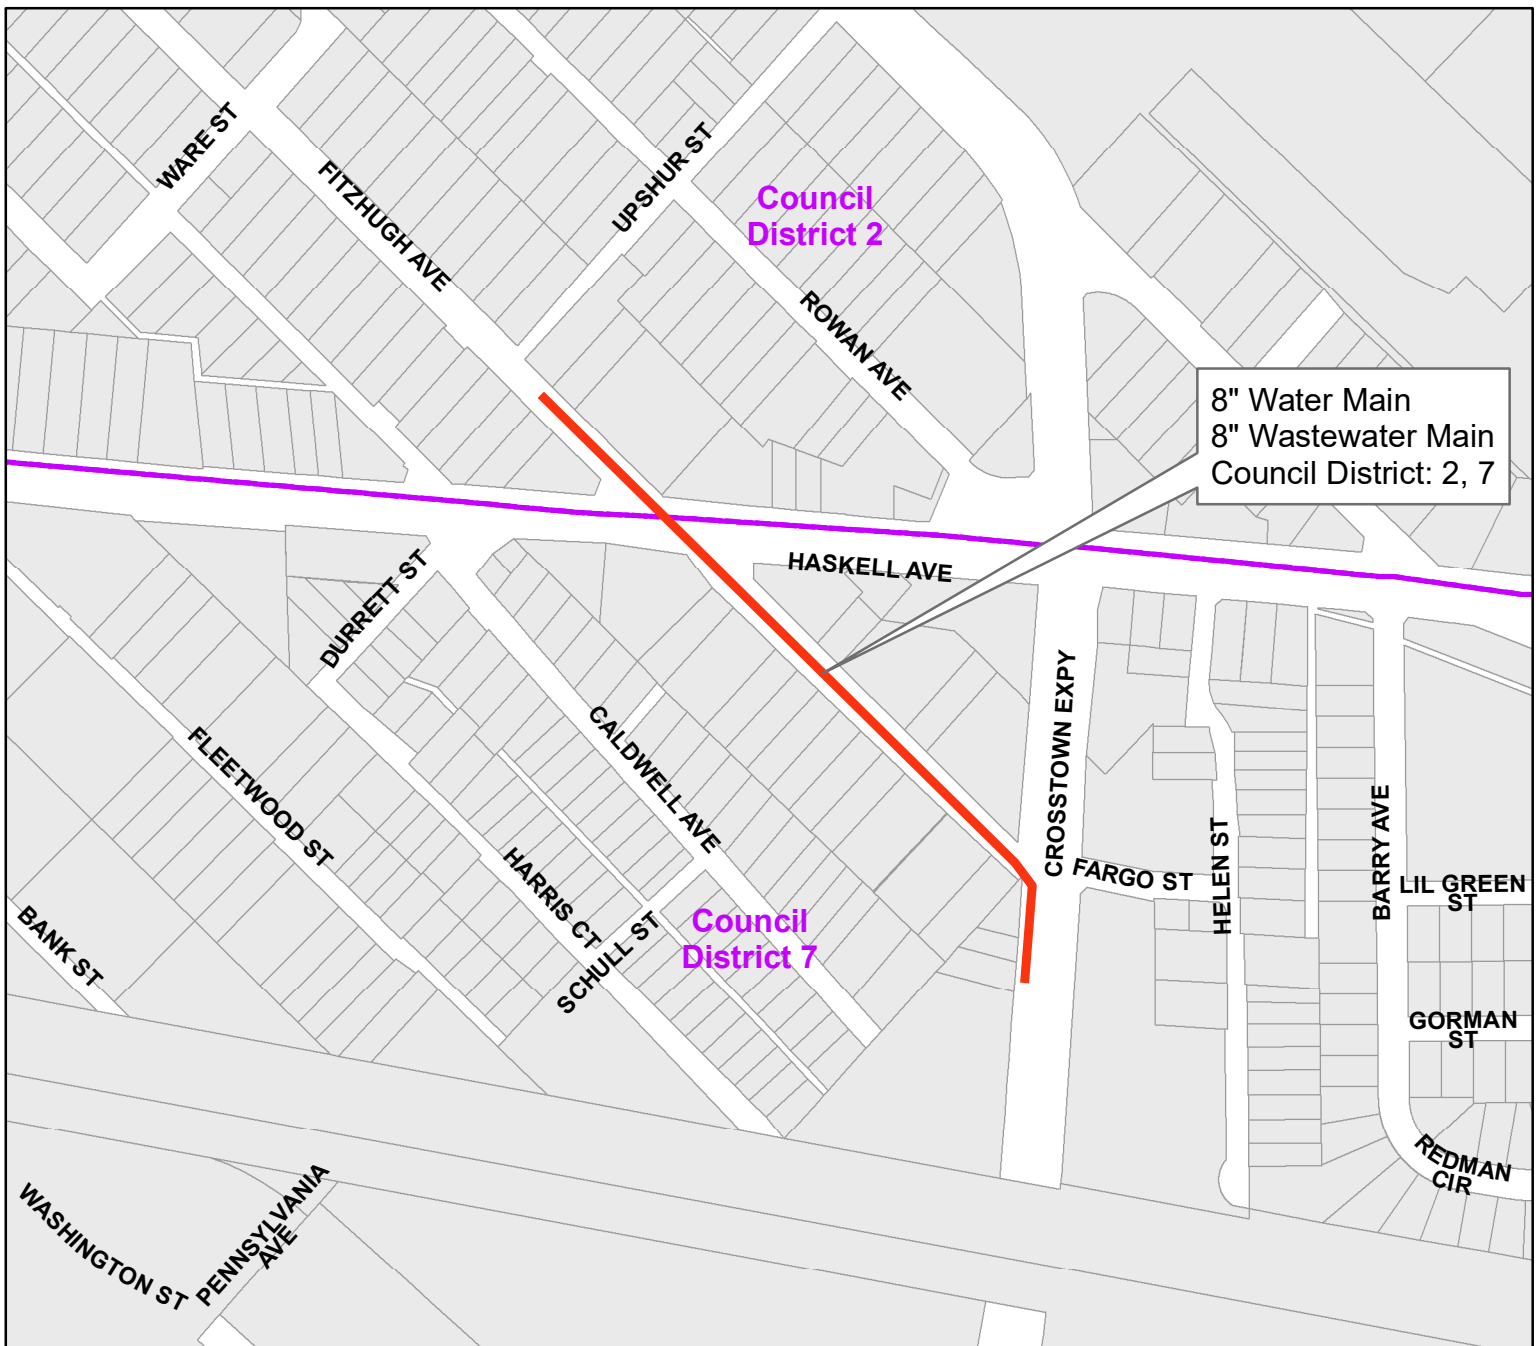 WARE ST
FITZHUGH AVE
UPSHUR ST
Council
District 2
ROWAN AVE
8" Water Main
8" Wastewater Main
Council District: 2, 7
HASKELL AVE
DURRETT ST
CROSSTOWN EXPY
CALDWELL AVE
FLEETWOOD ST
HARRIS CT
SCHULL ST
Council
District 7
FARGO ST
HELEN ST
BARRY AVE
LIL GREEN
ST
BANK ST
GORMAN
ST
REDMAN
CIR
WASHINGTON ST
PENNSYLVANIA
AVE